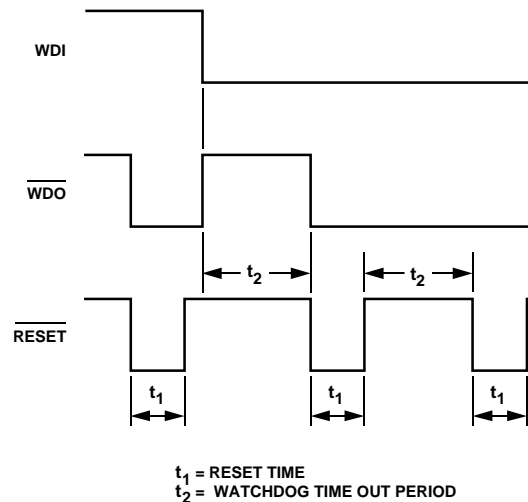 WDI
WDO
t2
t2
RESET
t1
t1
t1
t1 = RESET TIME
t2 = WATCHDOG TIME OUT PERIOD